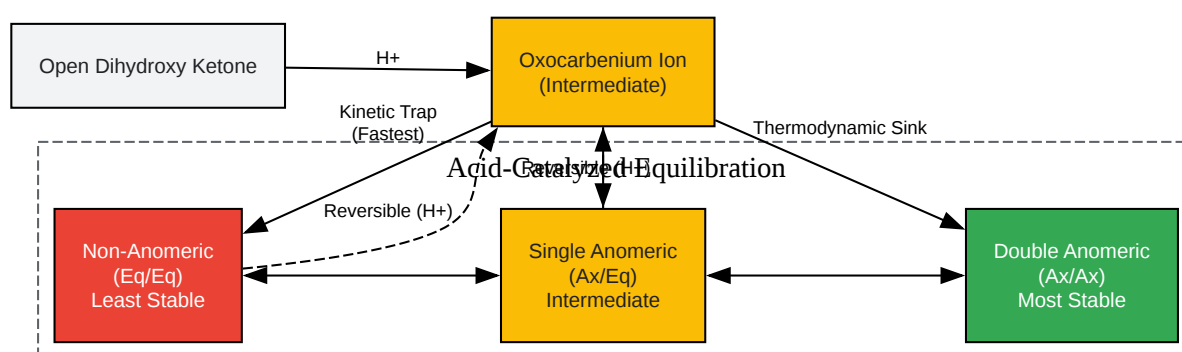 Open Dihydroxy Ketone
H+
Oxocarbenium Ion
(Intermediate)
Kinetic Trap
(Fastest)
Thermodynamic Sink
Acid-Catalyzed Equilibration
Reversible (H+)
Reversible (H+)
Non-Anomeric
(Eq/Eq)
Least Stable
Single Anomeric
(Ax/Eq)
Intermediate
Double Anomeric
(Ax/Ax)
Most Stable